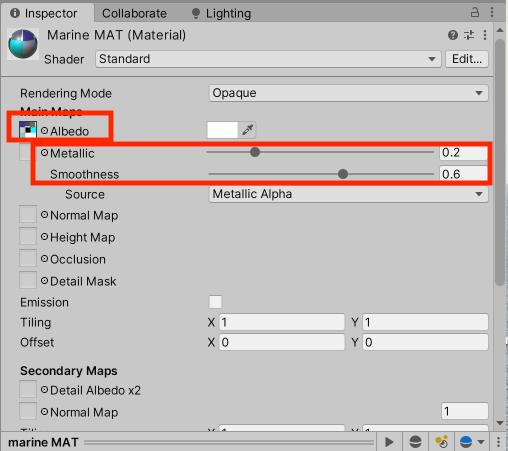 Inspector Collaborate Lighting
Marine MAT (Material)
Shader Standard Edit...
Rendering Mode Opaque
Main Maps
Albedo
Metallic 0.2
Smoothness 0.6
Source Metallic Alpha
Normal Map
Height Map
Occlusion
Detail Mask
Emission
Tiling X 1 Y 1
Offset X 0 Y 0
Secondary Maps
Detail Albedo x2
Normal Map 1
Tiling X 1 Y 1
marine MAT